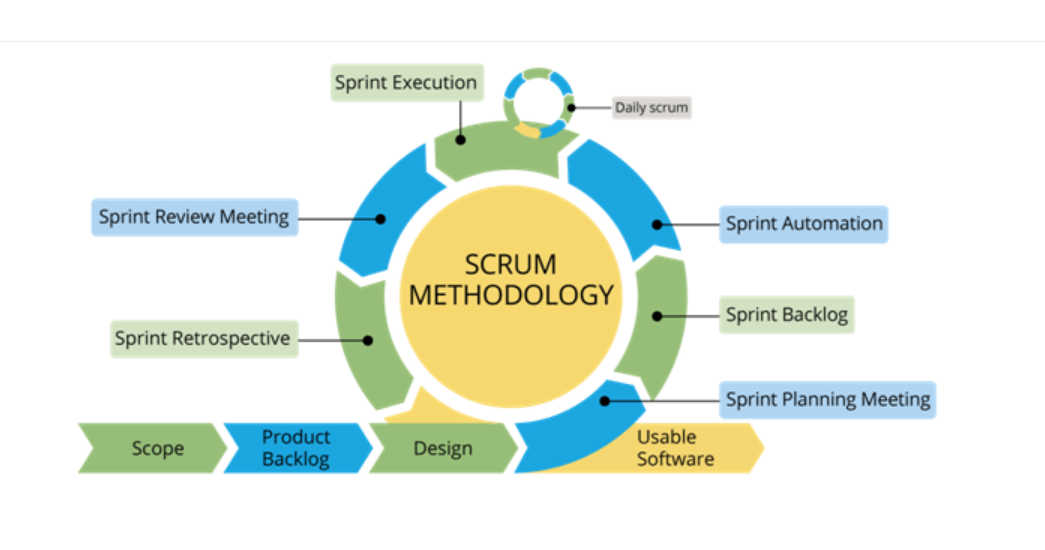 Sprint Execution
Daily scrum
Sprint Review Meeting
Sprint Automation
SCRUM
METHODOLOGY
Sprint Backlog
Sprint Retrospective
Sprint Planning Meeting
Scope
Product
Backlog
Design
Usable
Software